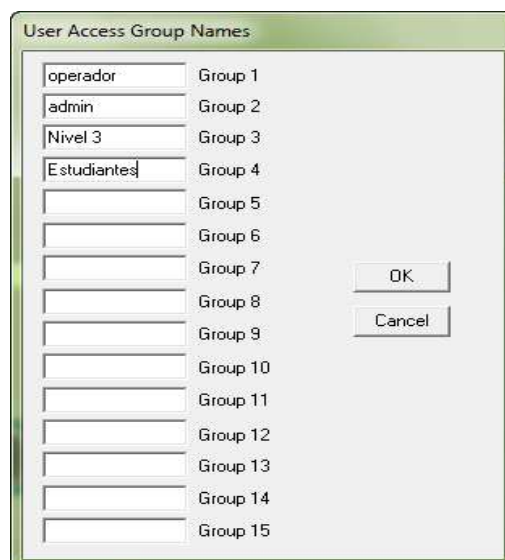 User Access Group Names
operador Group 1
admin Group 2
Nivel 3 Group 3
Estudiantes Group 4
Group 5
Group 6
Group 7
OK
Group 8
Cancel
Group 9
Group 10
Group 11
Group 12
Group 13
Group 14
Group 15